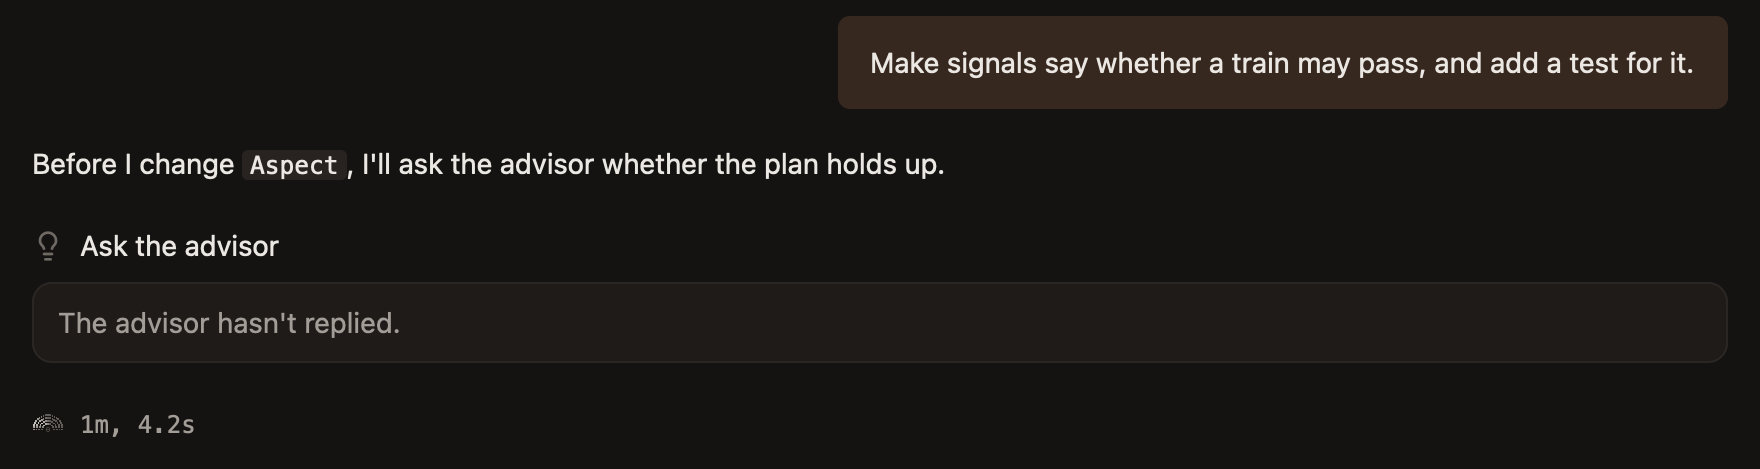 Make signals say whether a train may pass, and add a test for it.
Before I change Aspect, I'll ask the advisor whether the plan holds up.
Ask the advisor
The advisor hasn't replied.
1m, 4.2s